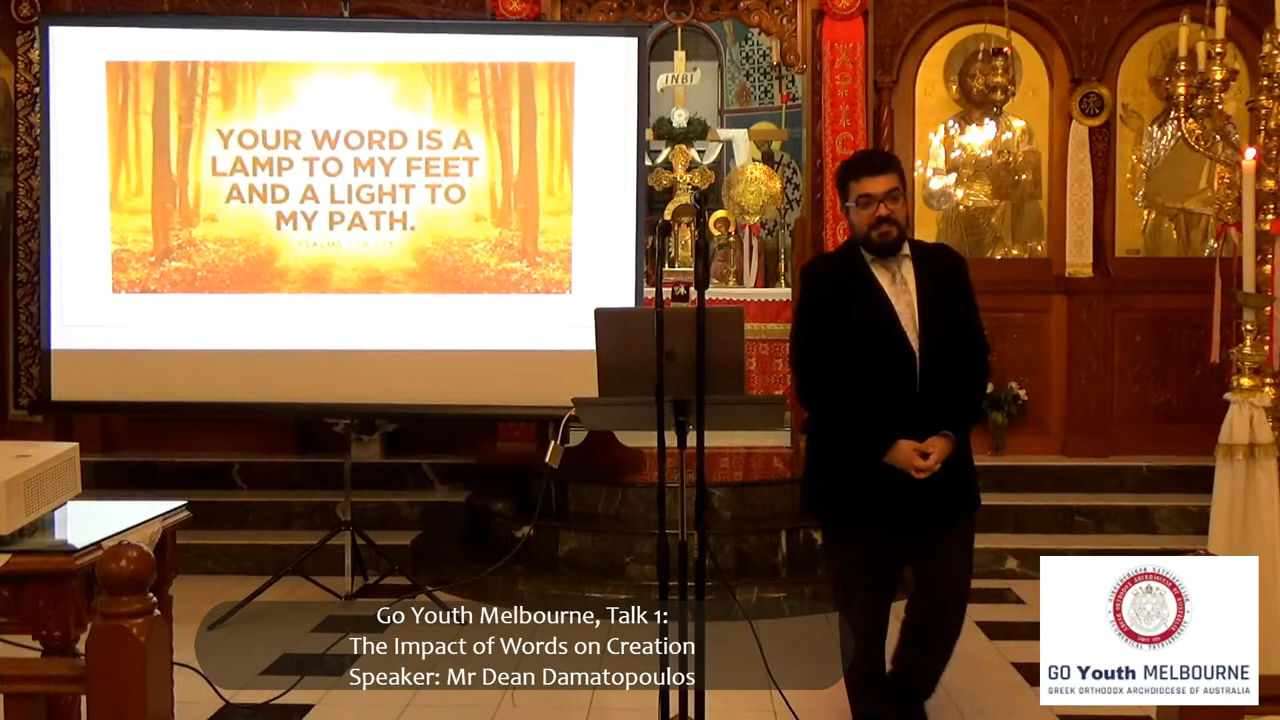 YOUR WORD IS A
LAMP TO MY FEET
AND A LIGHT TO
MY PATH.
PSALMS
INBI
Go Youth Melbourne, Talk 1:
The Impact of Words on Creation
Speaker: Mr Dean Damatopoulos
GO Youth MELBOURNE
GREEK ORTHODOX ARCHDIOCESE OF AUSTRALIA